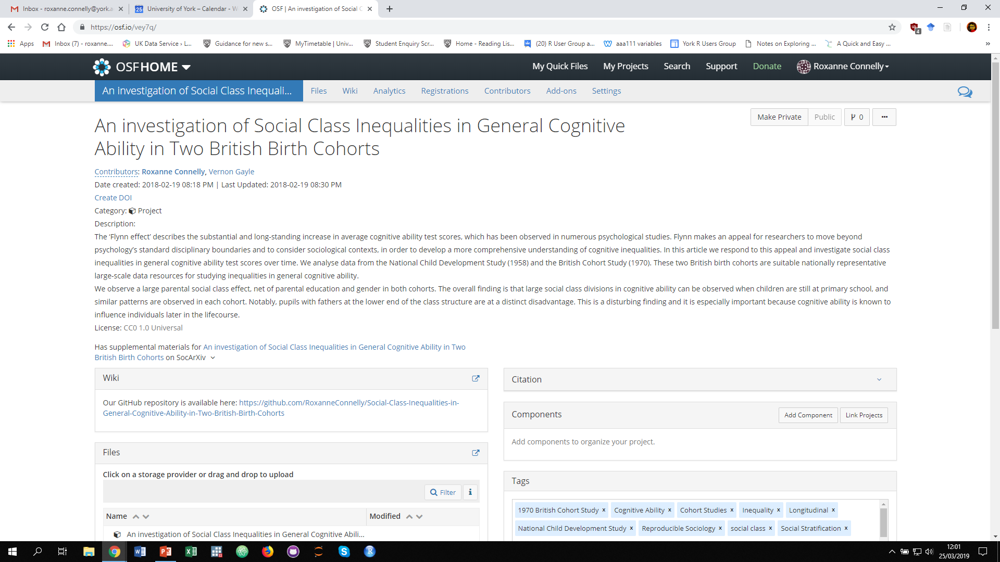 Inbox - roxanne.connelly@york.a
University of York – Calendar - W
OSF | An investigation of Social C
https://osf.io/vey7q/
4
Apps
Inbox (7) - roxanne....
UK Data Service › L...
Guidance for new s...
MyTimetable | Univ...
Student Enquiry Scr...
Home - Reading Lis...
(20) R User Group a...
aaa111 variables
York R Users Group
Notes on Exploring ...
A Quick and Easy ...
»
OSFHOME
My Quick Files
My Projects
Search
Support
Donate
Roxanne Connelly
An investigation of Social Class Inequali...
Files
Wiki
Analytics
Registrations
Contributors
Add-ons
Settings
Make Private
Public
0
...
An investigation of Social Class Inequalities in General Cognitive
Ability in Two British Birth Cohorts
Contributors: Roxanne Connelly, Vernon Gayle
Date created: 2018-02-19 08:18 PM | Last Updated: 2018-02-19 08:30 PM
Create DOI
Category: Project
Description:
The ‘Flynn effect’ describes the substantial and long-standing increase in average cognitive ability test scores, which has been observed in numerous psychological studies. Flynn makes an appeal for researchers to move beyond
psychology’s standard disciplinary boundaries and to consider sociological contexts, in order to develop a more comprehensive understanding of cognitive inequalities. In this article we respond to this appeal and investigate social class
inequalities in general cognitive ability test scores over time. We analyse data from the National Child Development Study (1958) and the British Cohort Study (1970). These two British birth cohorts are suitable nationally representative
large-scale data resources for studying inequalities in general cognitive ability.
We observe a large parental social class effect, net of parental education and gender in both cohorts. The overall finding is that large social class divisions in cognitive ability can be observed when children are still at primary school, and
similar patterns are observed in each cohort. Notably, pupils with fathers at the lower end of the class structure are at a distinct disadvantage. This is a disturbing finding and it is especially important because cognitive ability is known to
influence individuals later in the lifecourse.
License: CC0 1.0 Universal
Has supplemental materials for An investigation of Social Class Inequalities in General Cognitive Ability in Two
British Birth Cohorts on SocArXiv
Wiki
Our GitHub repository is available here: https://github.com/RoxanneConnelly/Social-Class-Inequalities-in-
General-Cognitive-Ability-in-Two-British-Birth-Cohorts
Files
Click on a storage provider or drag and drop to upload
Filter
Name
Modified
An investigation of Social Class Inequalities in General Cognitive Abili...
Citation
Components
Add Component
Link Projects
Add components to organize your project.
Tags
1970 British Cohort Study x
Cognitive Ability x
Cohort Studies x
Inequality x
Longitudinal x
National Child Development Study x
Reproducible Sociology x
social class x
Social Stratification x
12:01
25/03/2019